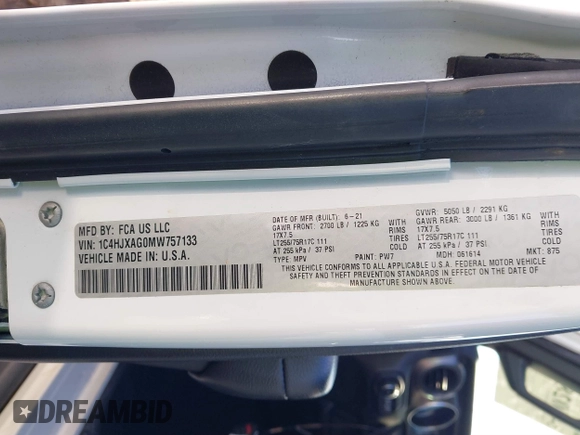 MFD BY: FCA US LLC
VIN: 1C4HJXAG0MW757133
VEHICLE MADE IN: U.S.A.
DATE OF MFR (BUILT): 6-21
GAWR FRONT: 2700 LB / 1225 KG
17X7.5 RIMS
LT255/75R17C 111 TIRES
AT 255 kPa / 37 PSI COLD
TYPE: MPV PAINT: PW7
GVWR: 5050 LB / 2291 KG
GAWR REAR: 3000 LB / 1361 KG
17X7.5 RIMS
LT255/75R17C 111 TIRES
AT 255 kPa / 37 PSI COLD
MDH: 061614 MKT: 875
THIS VEHICLE CONFORMS TO ALL APPLICABLE U.S.A. FEDERAL MOTOR VEHICLE
SAFETY AND THEFT PREVENTION STANDARDS IN EFFECT ON THE DATE OF
MANUFACTURE SHOWN ABOVE.
DREAMBID